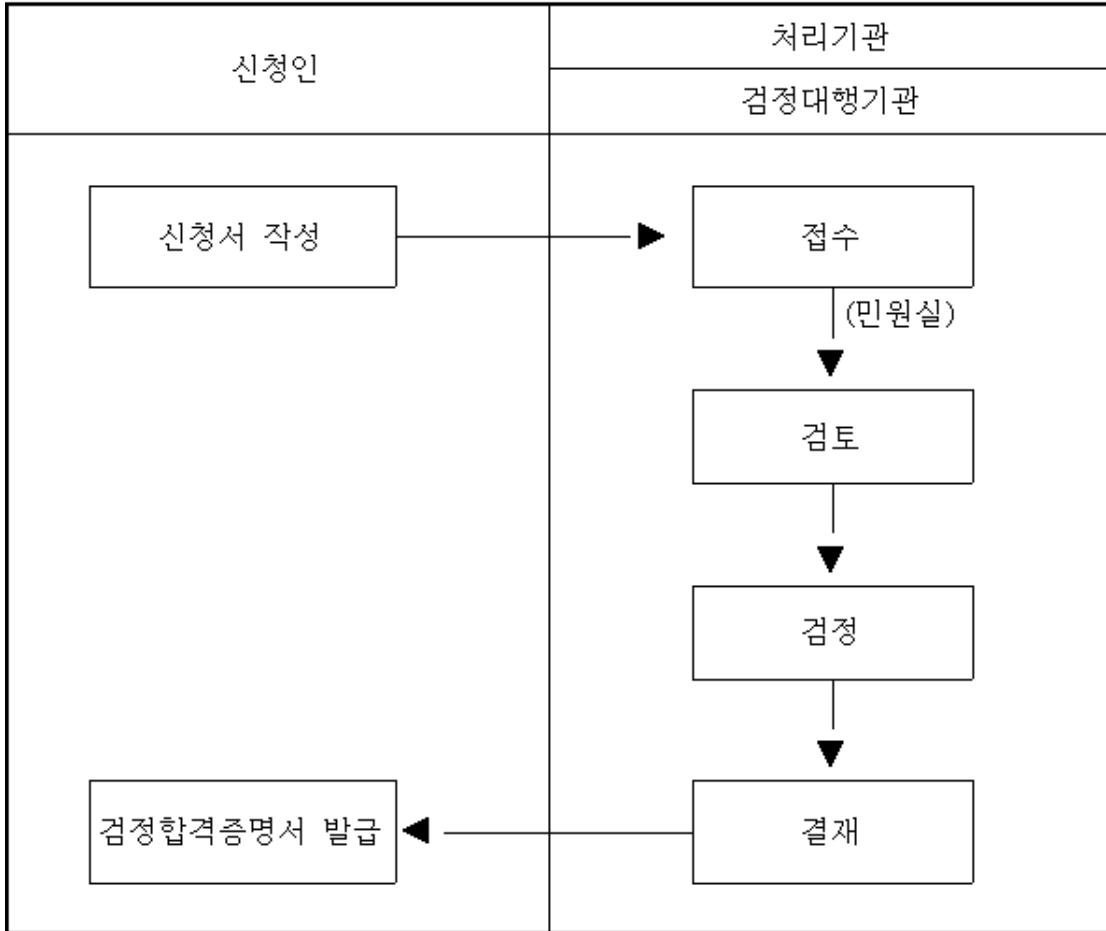 신청인
처리기관
검정대행기관
신청서 작성
접수
(민원실)
검토
검정
검정합격증명서 발급
결재